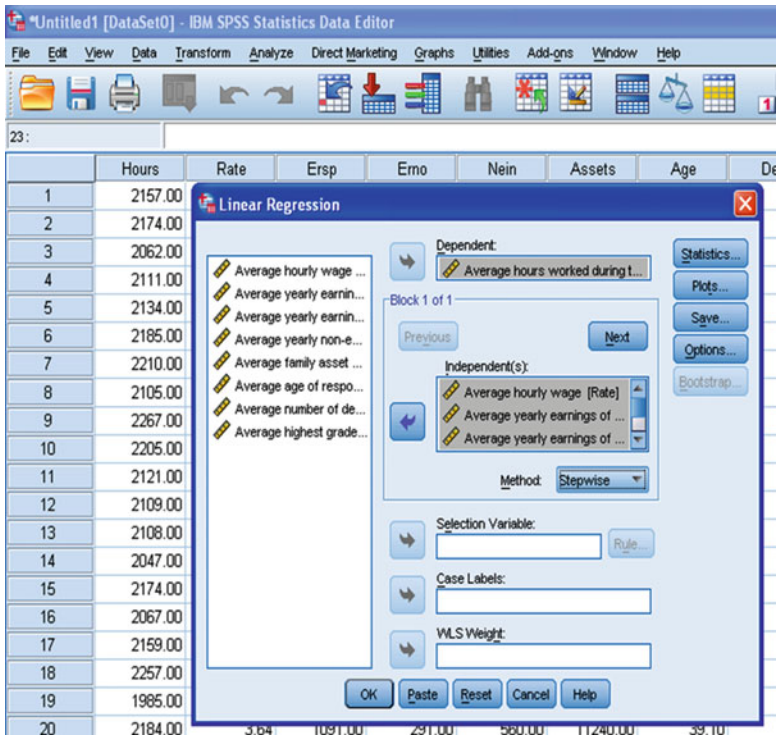 *Untitled1 [DataSet0] - IBM SPSS Statistics Data Editor
File Edit View Data Transform Analyze Direct Marketing Graphs Utilities Add-ons Window Help
23 :
Hours Rate Ersp Erno Nein Assets Age De
1 2157.00
2 2174.00
3 2062.00
4 2111.00
5 2134.00
6 2185.00
7 2210.00
8 2105.00
9 2267.00
10 2205.00
11 2121.00
12 2109.00
13 2108.00
14 2047.00
15 2174.00
16 2067.00
17 2159.00
18 2257.00
19 1985.00
20 2184.00 3.64 1091.00 291.00 560.00 11240.00 39.10
Linear Regression
Average hourly wage ...
Average yearly earnin...
Average yearly earnin...
Average yearly non-e...
Average family asset ...
Average age of respo...
Average number of de...
Average highest grade...
Dependent:
Average hours worked during t...
Block 1 of 1
Previous Next
Independent(s):
Average hourly wage [Rate]
Average yearly earnings of ...
Average yearly earnings of ...
Method: Stepwise
Selection Variable:
Rule...
Case Labels:
WLS Weight:
Statistics...
Plots...
Save...
Options...
Bootstrap...
OK Paste Reset Cancel Help